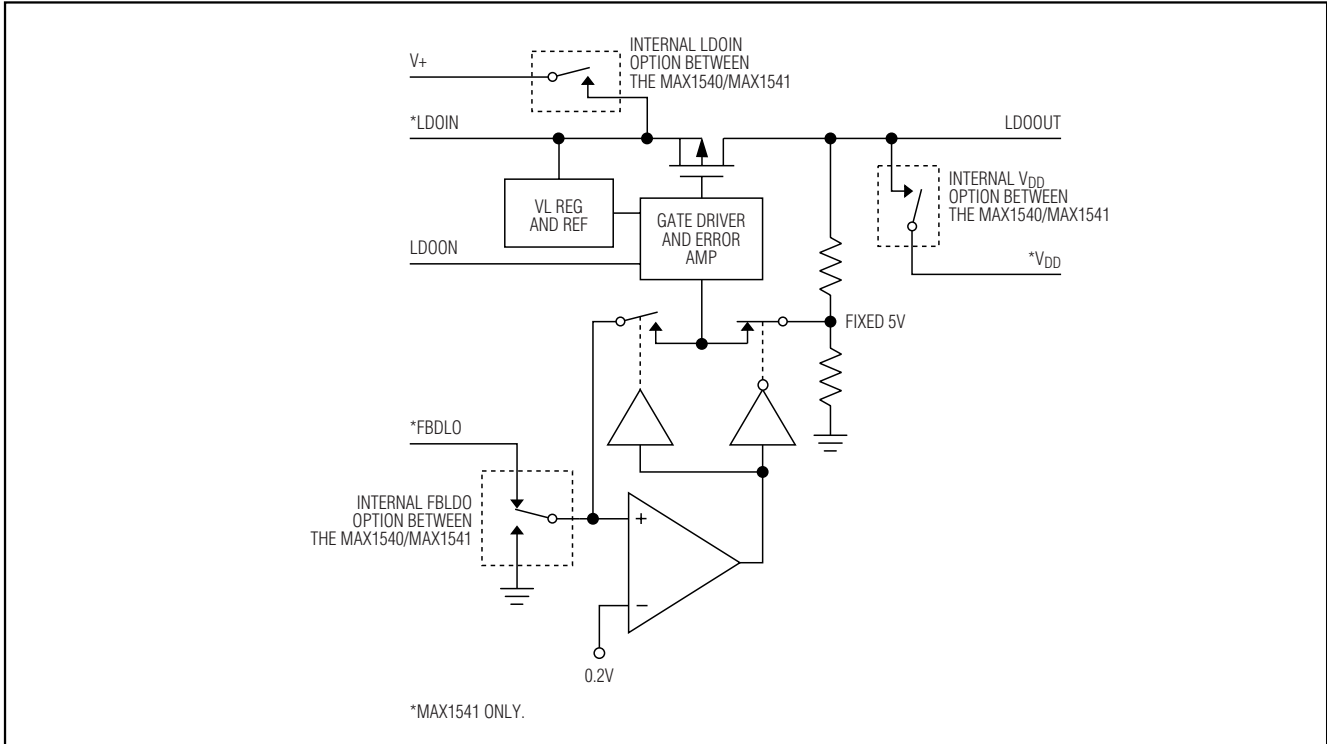 V+
INTERNAL LDOIN
OPTION BETWEEN
THE MAX1540/MAX1541
*LDOIN
LDOOUT
VL REG
AND REF
GATE DRIVER
AND ERROR
AMP
INTERNAL VDD
OPTION BETWEEN
THE MAX1540/MAX1541
LDOON
*VDD
FIXED 5V
*FBDLO
INTERNAL FBLDO
OPTION BETWEEN
THE MAX1540/MAX1541
+
−
0.2V
*MAX1541 ONLY.